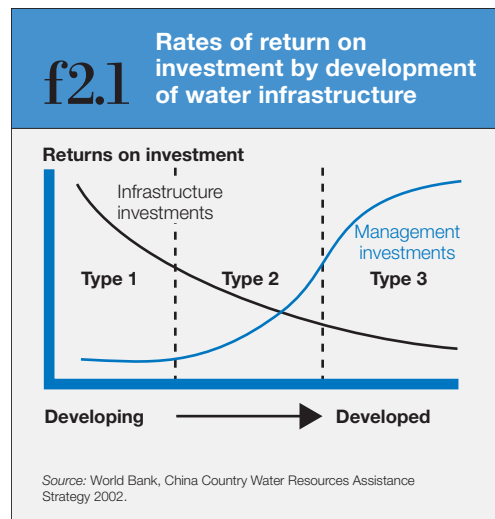 f2.1
Rates of return on
investment by development
of water infrastructure
Returns on investment
Infrastructure
investments
Management
investments
Type 1
Type 2
Type 3
Developing
Developed
Source: World Bank, China Country Water Resources Assistance
Strategy 2002.